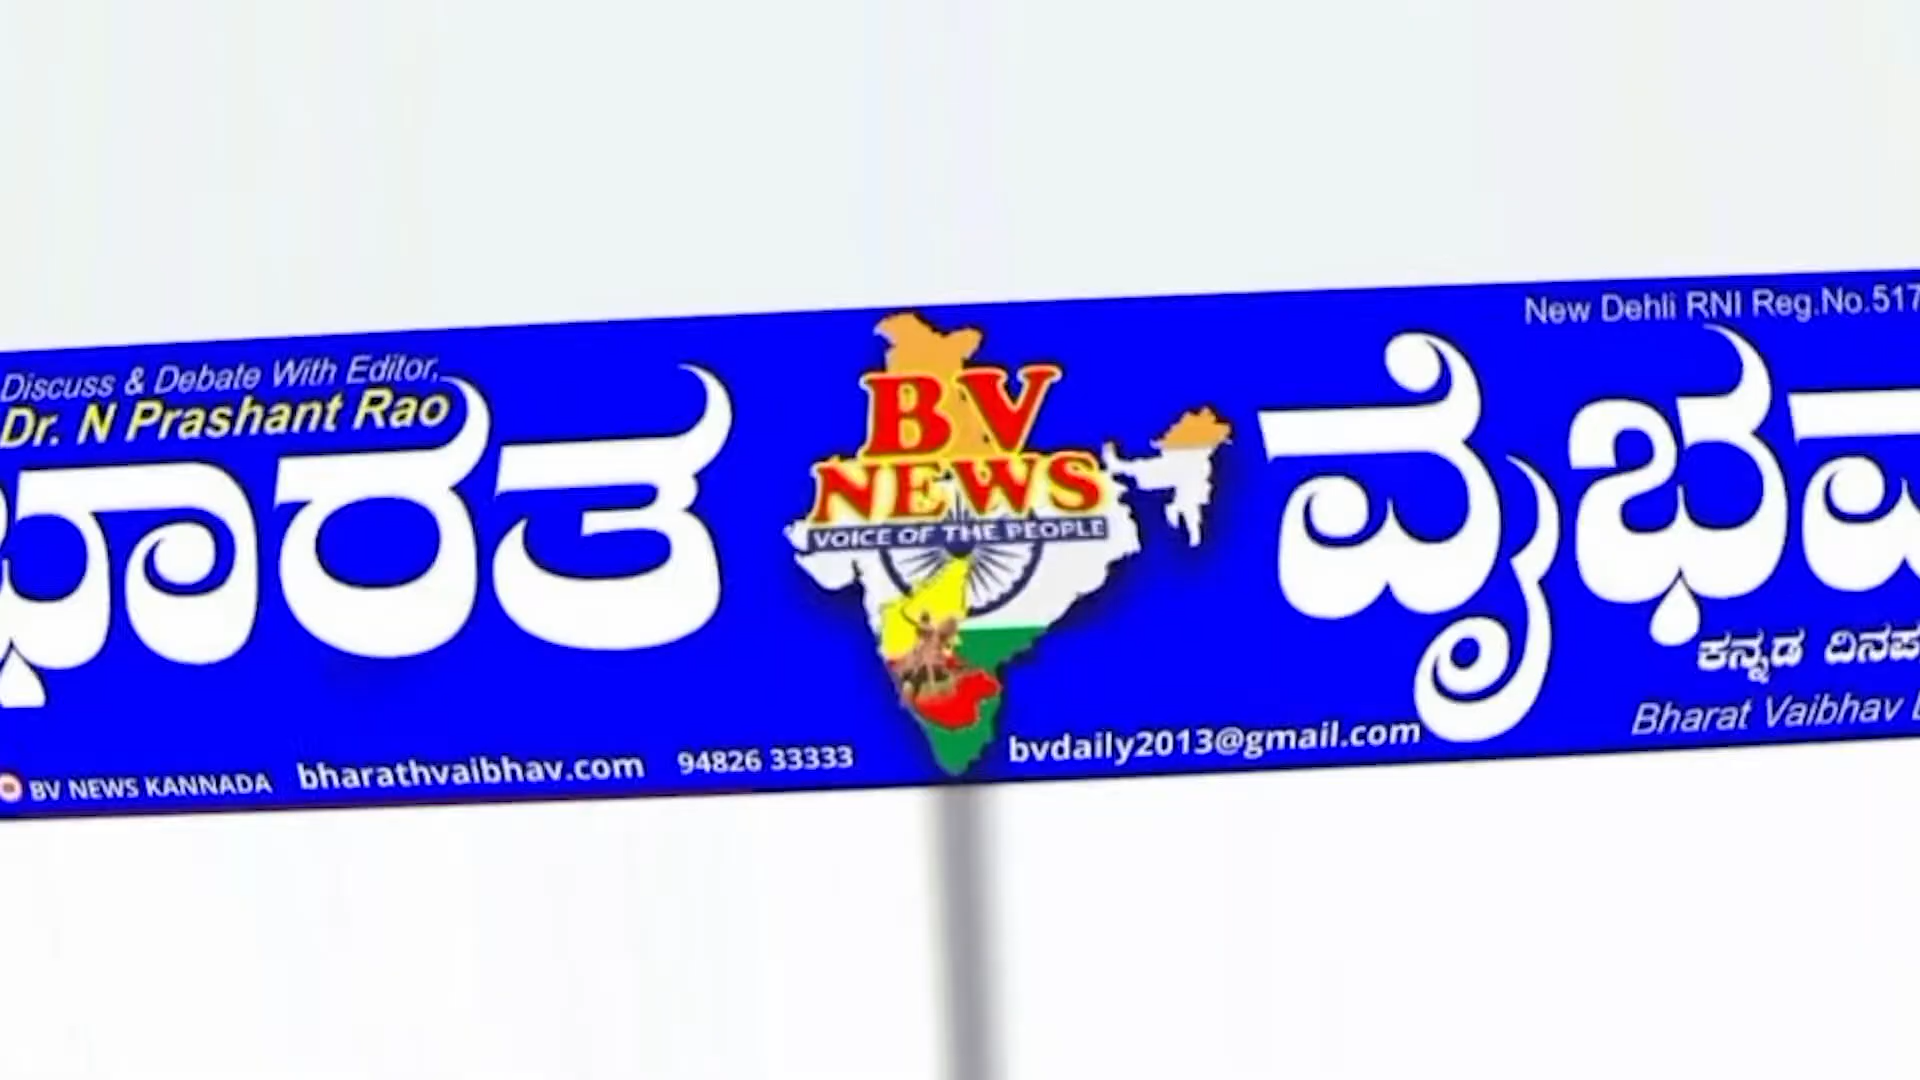 Discuss & Debate With Editor,
Dr. N Prashant Rao
ಭಾರತ
BV
NEWS
VOICE OF THE PEOPLE
New Dehli RNI Reg.No.517
ವೈಭವ
ಕನ್ನಡ
Bharat Vaibhav
BV NEWS KANNADA bharathvaibhav.com 94826 33333
bvdaily2013@gmail.com